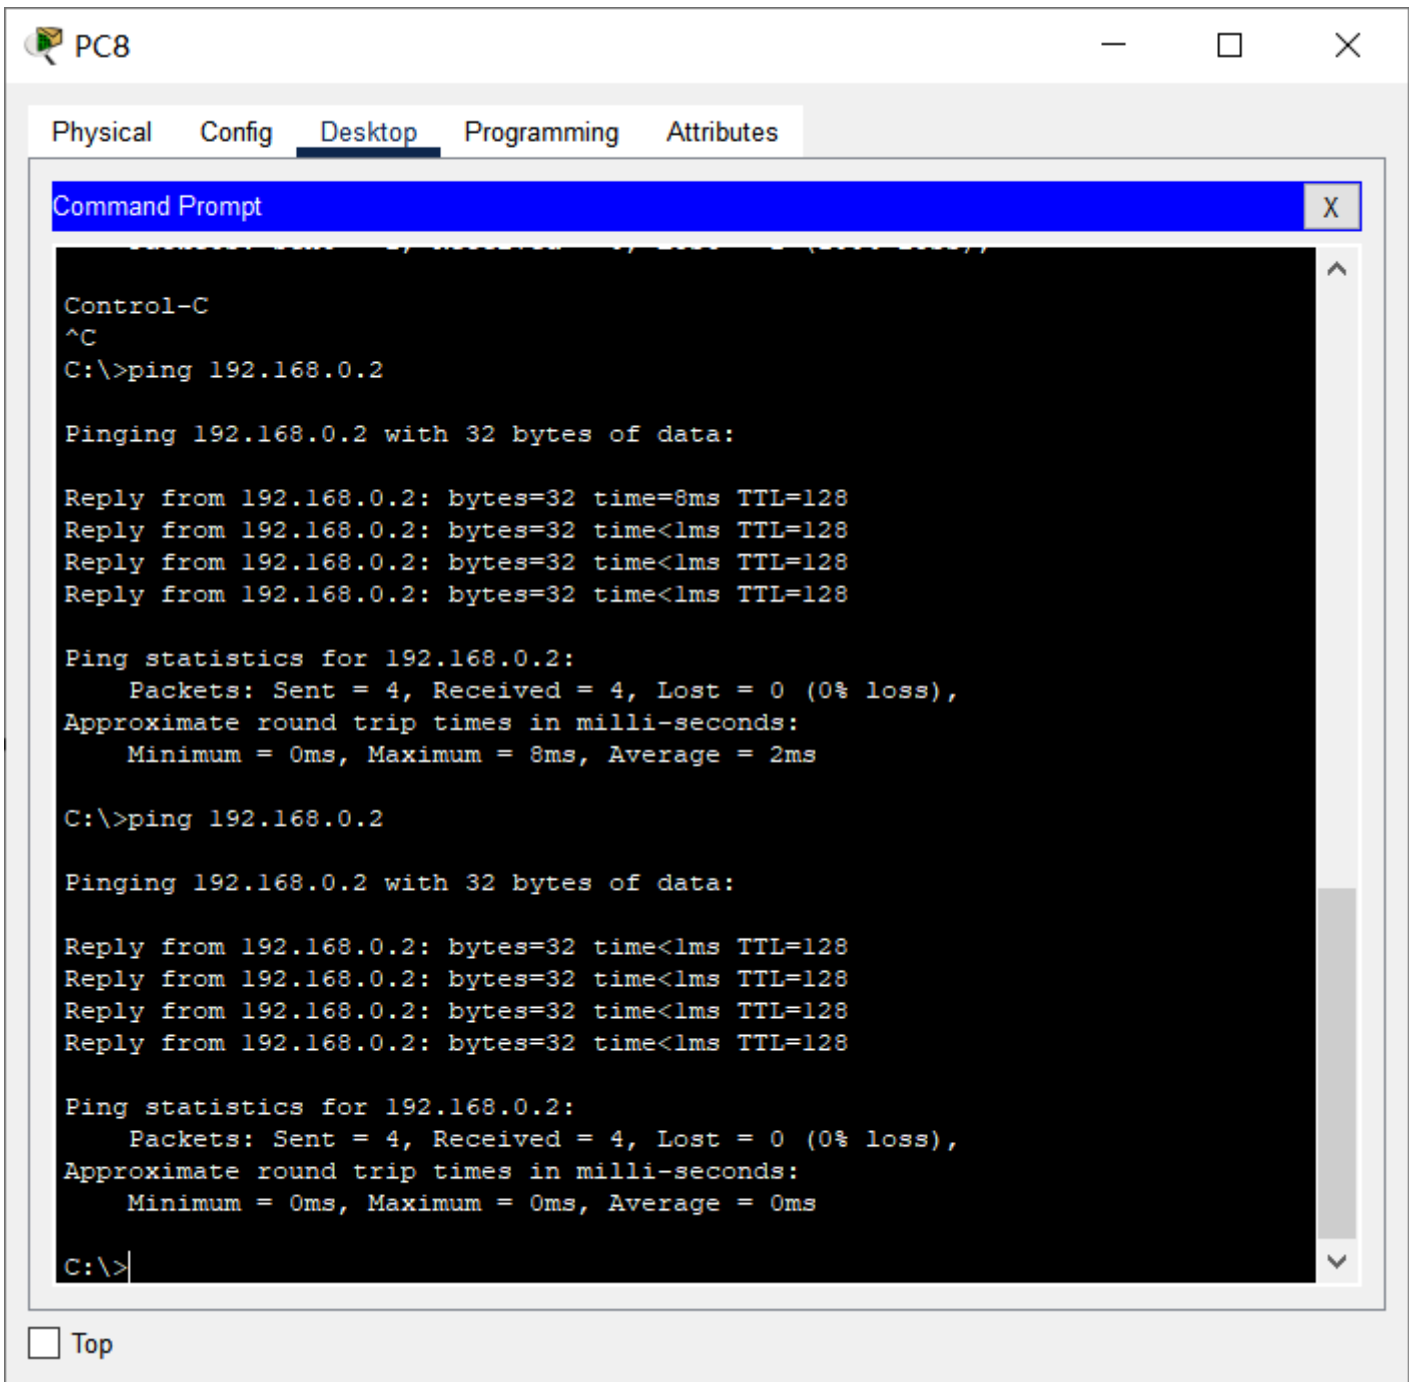 PC8
Physical Config Desktop Programming Attributes
Command Prompt X
Control-C
^C
C:\>ping 192.168.0.2
Pinging 192.168.0.2 with 32 bytes of data:
Reply from 192.168.0.2: bytes=32 time=8ms TTL=128
Reply from 192.168.0.2: bytes=32 time<1ms TTL=128
Reply from 192.168.0.2: bytes=32 time<1ms TTL=128
Reply from 192.168.0.2: bytes=32 time<1ms TTL=128
Ping statistics for 192.168.0.2:
Packets: Sent = 4, Received = 4, Lost = 0 (0% loss),
Approximate round trip times in milli-seconds:
Minimum = 0ms, Maximum = 8ms, Average = 2ms
C:\>ping 192.168.0.2
Pinging 192.168.0.2 with 32 bytes of data:
Reply from 192.168.0.2: bytes=32 time<1ms TTL=128
Reply from 192.168.0.2: bytes=32 time<1ms TTL=128
Reply from 192.168.0.2: bytes=32 time<1ms TTL=128
Reply from 192.168.0.2: bytes=32 time<1ms TTL=128
Ping statistics for 192.168.0.2:
Packets: Sent = 4, Received = 4, Lost = 0 (0% loss),
Approximate round trip times in milli-seconds:
Minimum = 0ms, Maximum = 0ms, Average = 0ms
C:\>
Top